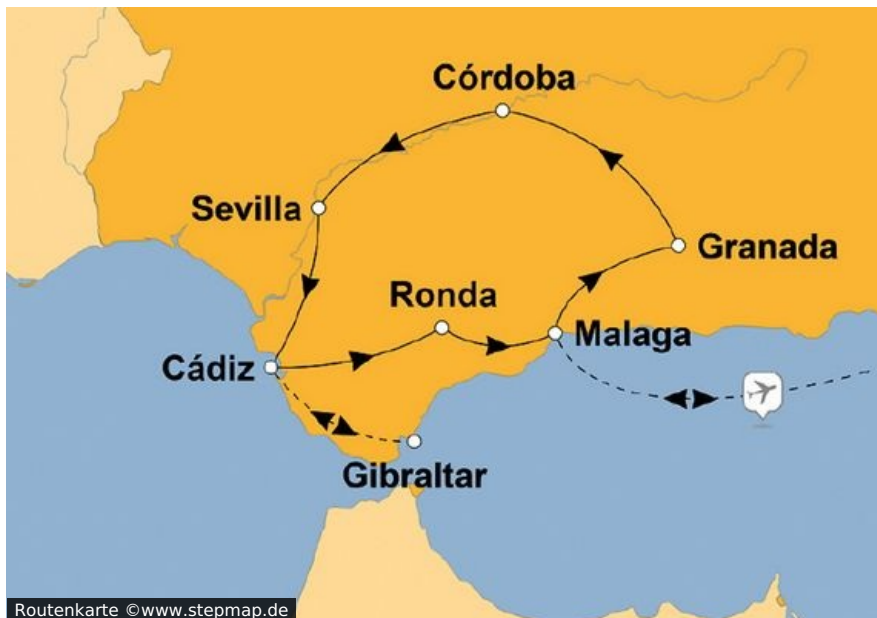 Córdoba
Sevilla
Granada
Ronda
Malaga
Cádiz
Gibraltar
Routenkarte ©www.stepmap.de